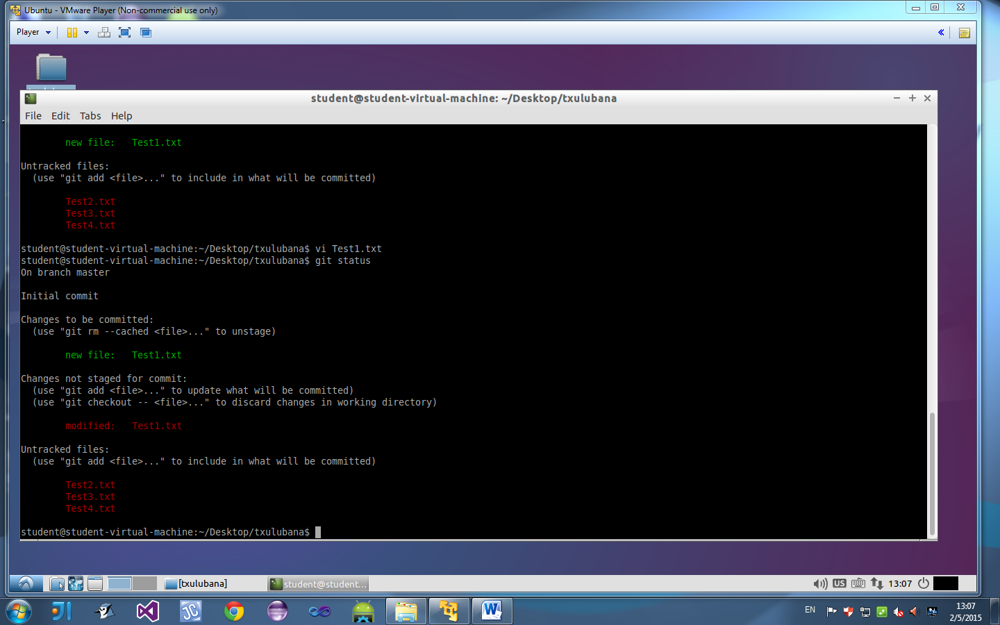 Ubuntu - VMware Player (Non-commercial use only)
Player
student@student-virtual-machine: ~/Desktop/txulubana
File Edit Tabs Help
new file:   Test1.txt
Untracked files:
(use "git add <file>..." to include in what will be committed)
Test2.txt
Test3.txt
Test4.txt
student@student-virtual-machine:~/Desktop/txulubana$ vi Test1.txt
student@student-virtual-machine:~/Desktop/txulubana$ git status
On branch master
Initial commit
Changes to be committed:
(use "git rm --cached <file>..." to unstage)
new file:   Test1.txt
Changes not staged for commit:
(use "git add <file>..." to update what will be committed)
(use "git checkout -- <file>..." to discard changes in working directory)
modified:   Test1.txt
Untracked files:
(use "git add <file>..." to include in what will be committed)
Test2.txt
Test3.txt
Test4.txt
student@student-virtual-machine:~/Desktop/txulubana$
[txulubana]
student@student...
US
13:07
EN
13:07
2/5/2015